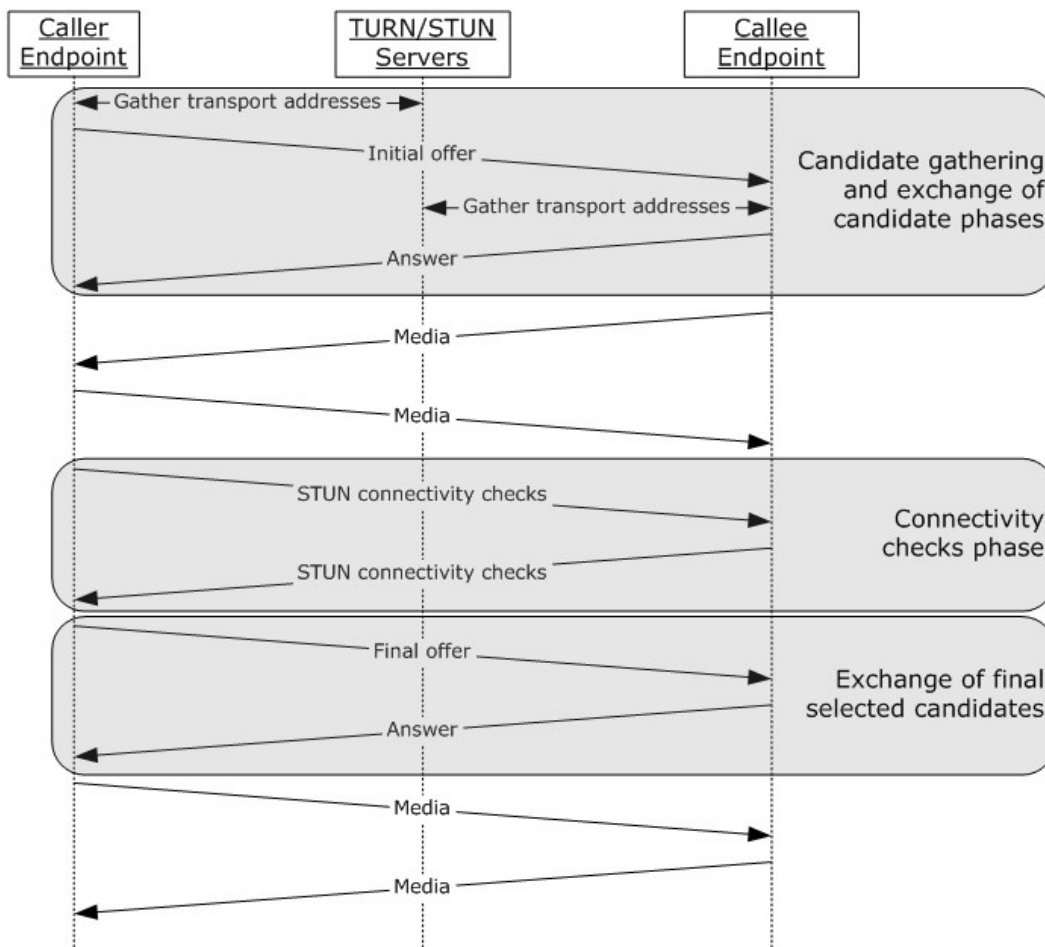 Caller
Endpoint
TURN/STUN
Servers
Callee
Endpoint
Gather transport addresses
Initial offer
Candidate gathering
and exchange of
candidate phases
Gather transport addresses
Answer
Media
Media
STUN connectivity checks
Connectivity
checks phase
STUN connectivity checks
Final offer
Exchange of final
selected candidates
Answer
Media
Media